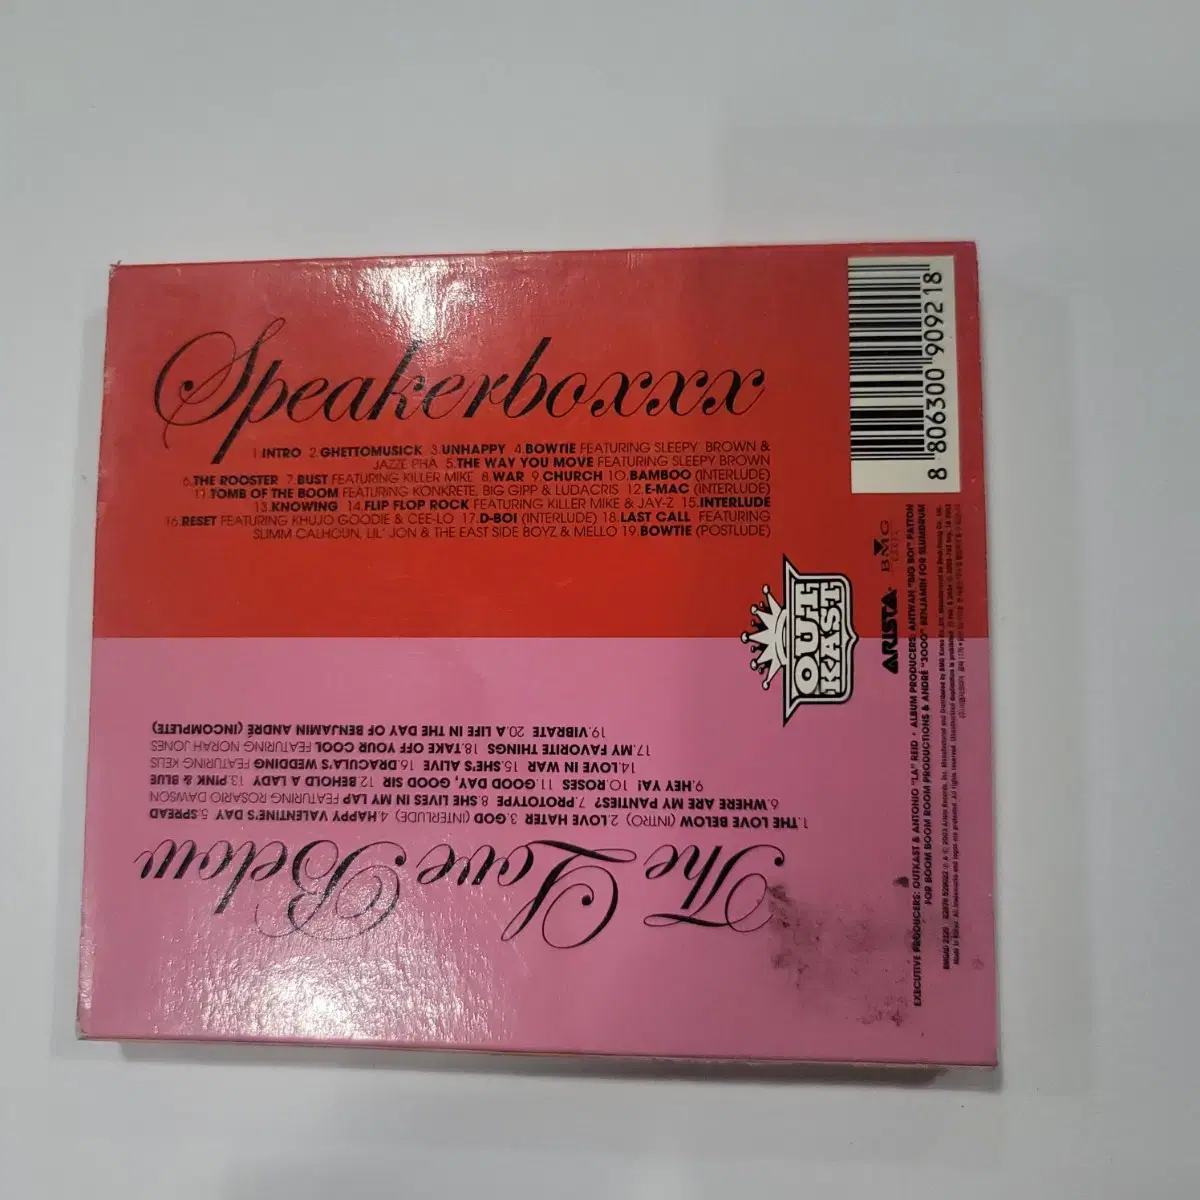 Speakerboxxx
1.INTRO 2.GHETTOMUSICK 3.UNHAPPY 4.BOWTIE FEATURING SLEEPY BROWN &
JAZZE PHA 5.THE WAY YOU MOVE FEATURING SLEEPY BROWN
6.THE ROOSTER 7.BUST FEATURING KILLER MIKE 8.WAR 9.CHURCH 10.BAMBOO (INTERLUDE)
11.TOMB OF THE BOOM FEATURING KONKRETE, BIG GIPP & LUDACRIS 12.E-MAC (INTERLUDE)
13.KNOWING 14.FLIP FLOP ROCK FEATURING KILLER MIKE & JAY-Z 15.INTERLUDE
16.RESET FEATURING KHUJO GOODIE & CEE-LO 17.D-BOI (INTERLUDE) 18.LAST CALL FEATURING
SLIMM CALHOUN, LIL' JON & THE EAST SIDE BOYZ & MELLO 19.BOWTIE (POSTLUDE)
8 806300 909218
OUT
KAST
ARISTA.
BMG
EXECUTIVE PRODUCERS: OUTKAST & ANTONIO "LA" REID • ALBUM PRODUCERS: ANTWAN "BIG BOI" PATTON
FOR BOOM BOOM ROOM PRODUCTIONS & ANDRÉ "3000" BENJAMIN FOR SLUMDRUM
The Love Below
1.THE LOVE BELOW (INTRO) 2.LOVE HATER 3.GOD (INTERLUDE) 4.HAPPY VALENTINE'S DAY 5.SPREAD
6.WHERE ARE MY PANTIES? 7.PROTOTYPE 8.SHE LIVES IN MY LAP FEATURING ROSARIO DAWSON
9.HEY YA! 10.ROSES 11.GOOD DAY, GOOD SIR 12.BEHOLD A LADY 13.PINK & BLUE
14.LOVE IN WAR 15.SHE'S ALIVE 16.DRACULA'S WEDDING FEATURING KELIS
17.MY FAVORITE THINGS 18.TAKE OFF YOUR COOL FEATURING NORAH JONES
19.VIBRATE 20.A LIFE IN THE DAY OF BENJAMIN ANDRÉ (INCOMPLETE)